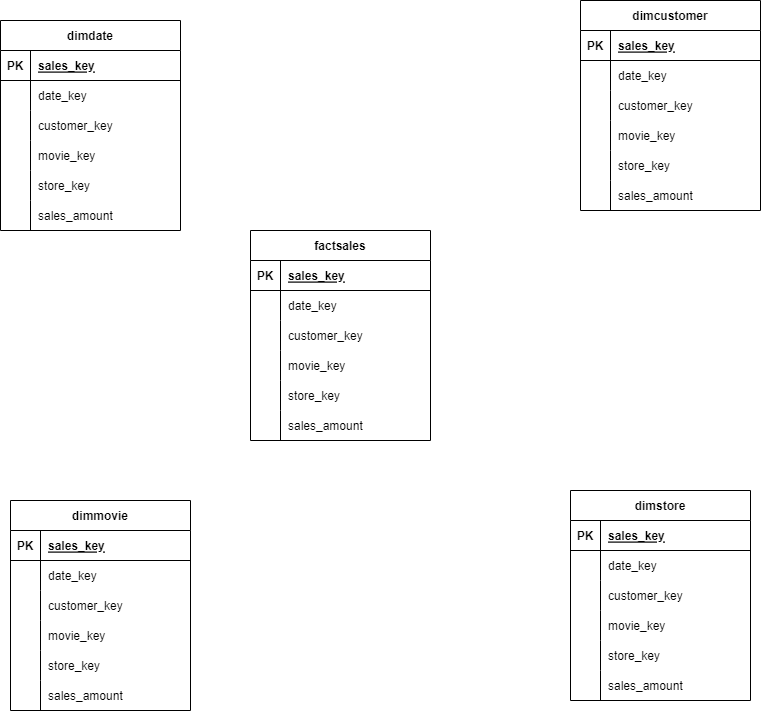 dimdate
PK sales_key
date_key
customer_key
movie_key
store_key
sales_amount
dimcustomer
PK sales_key
date_key
customer_key
movie_key
store_key
sales_amount
factsales
PK sales_key
date_key
customer_key
movie_key
store_key
sales_amount
dimmovie
PK sales_key
date_key
customer_key
movie_key
store_key
sales_amount
dimstore
PK sales_key
date_key
customer_key
movie_key
store_key
sales_amount